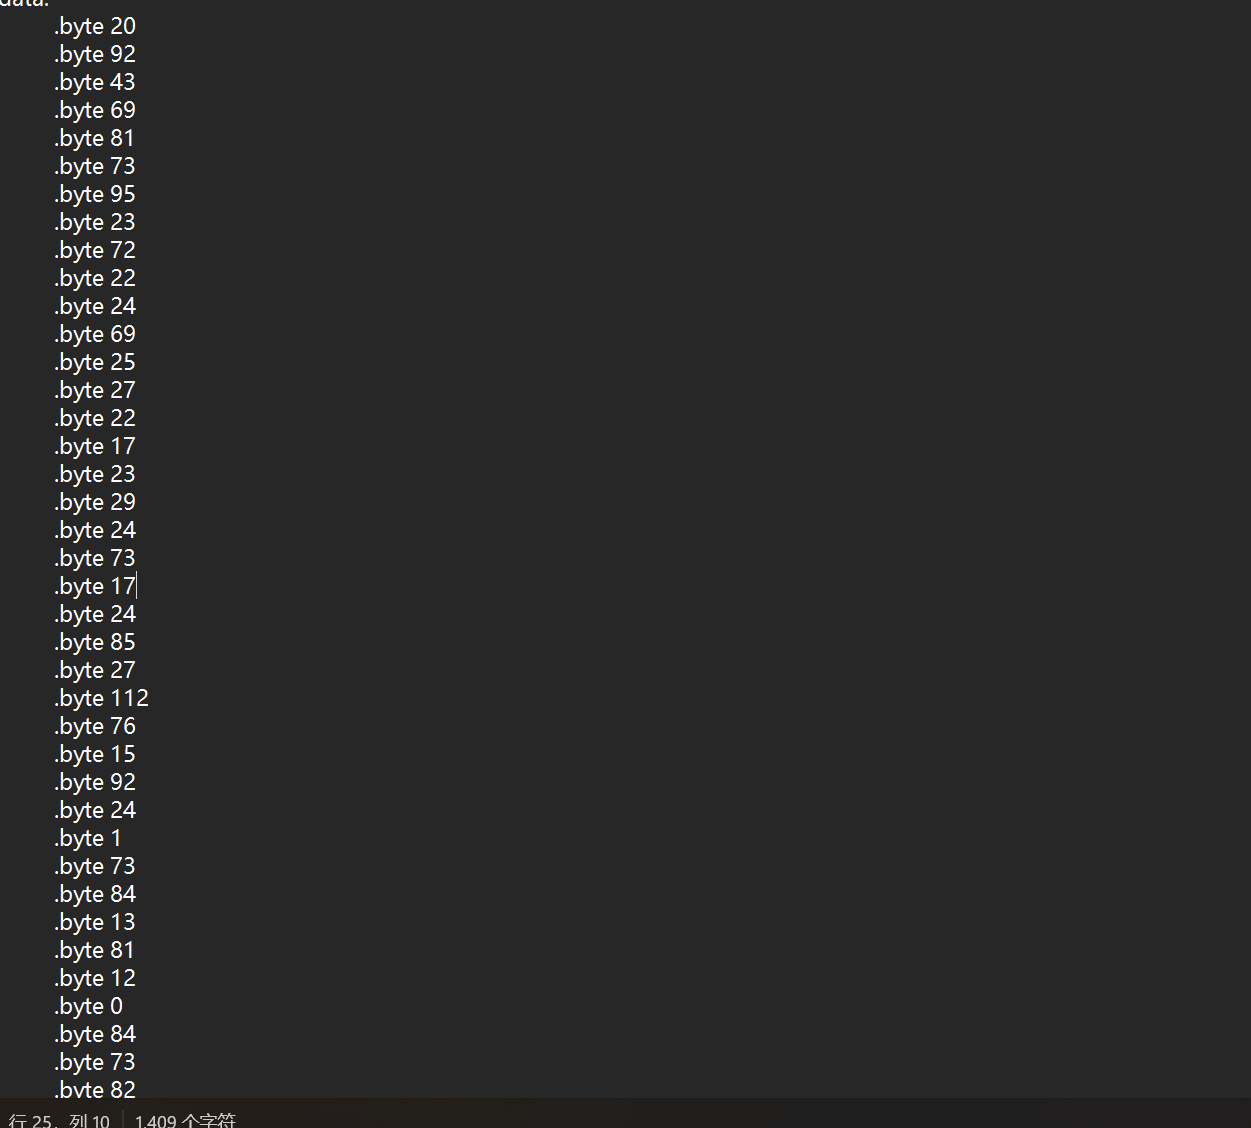 data:
.byte 20
.byte 92
.byte 43
.byte 69
.byte 81
.byte 73
.byte 95
.byte 23
.byte 72
.byte 22
.byte 24
.byte 69
.byte 25
.byte 27
.byte 22
.byte 17
.byte 23
.byte 29
.byte 24
.byte 73
.byte 17
.byte 24
.byte 85
.byte 27
.byte 112
.byte 76
.byte 15
.byte 92
.byte 24
.byte 1
.byte 73
.byte 84
.byte 13
.byte 81
.byte 12
.byte 0
.byte 84
.byte 73
.byte 82
行 25，列 10 1,409 个字符